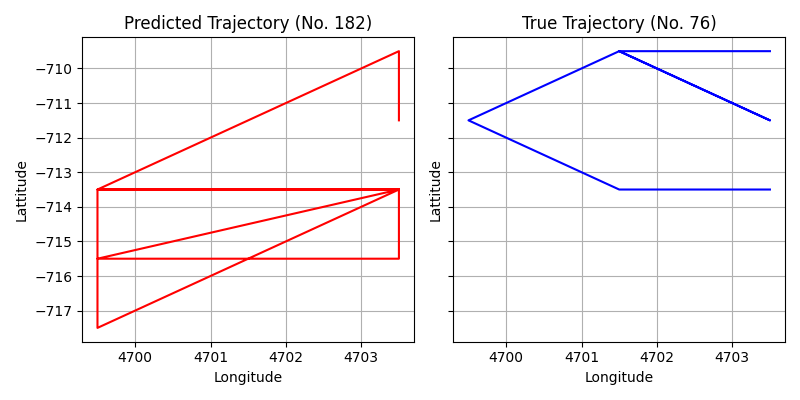 Predicted Trajectory (No. 182)
True Trajectory (No. 76)
−710
−711
−712
−713
−714
−715
−716
−717
Lattitude
Lattitude
4700 4701 4702 4703
4700 4701 4702 4703
Longitude
Longitude